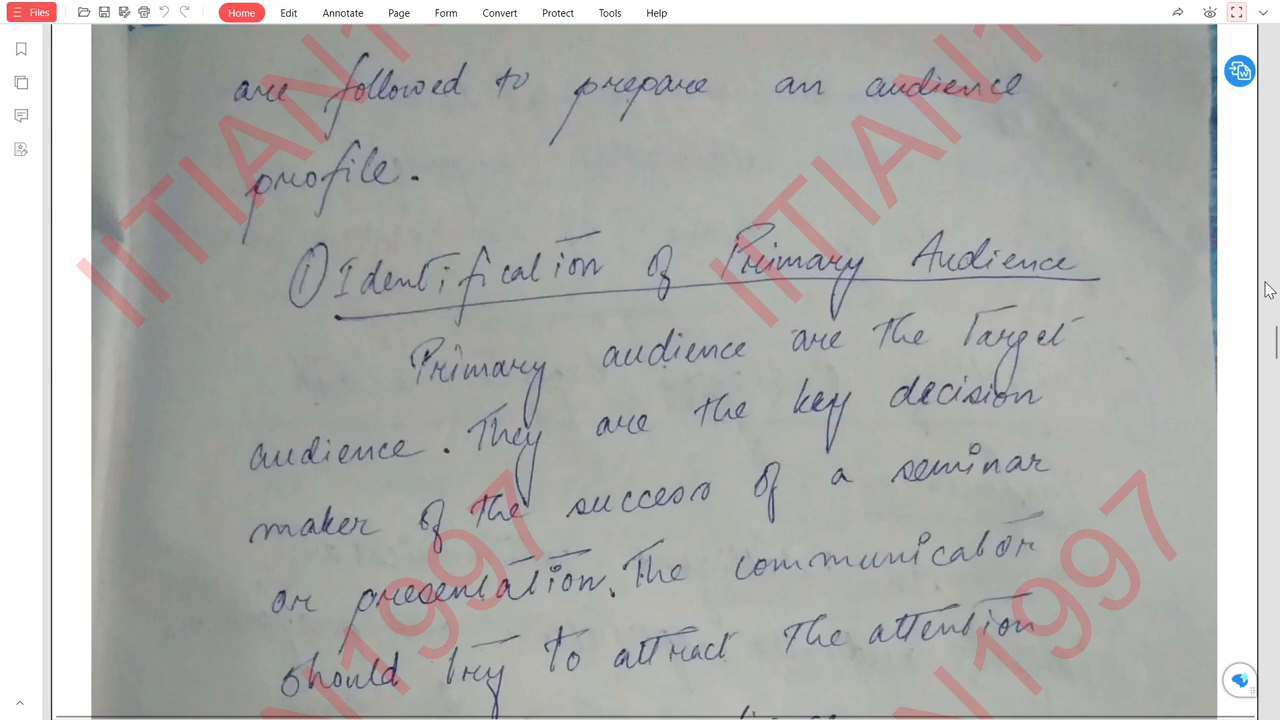 Files
Home
Edit
Annotate
Page
Form
Convert
Protect
Tools
Help
are followed to prepare an audience
profile.
① Identification of Primary Audience
Primary audience are the target
audience. They are the key decision
maker of the success of a seminar
or presentation. The communicator
should try to attract the attention
IITIAN1997